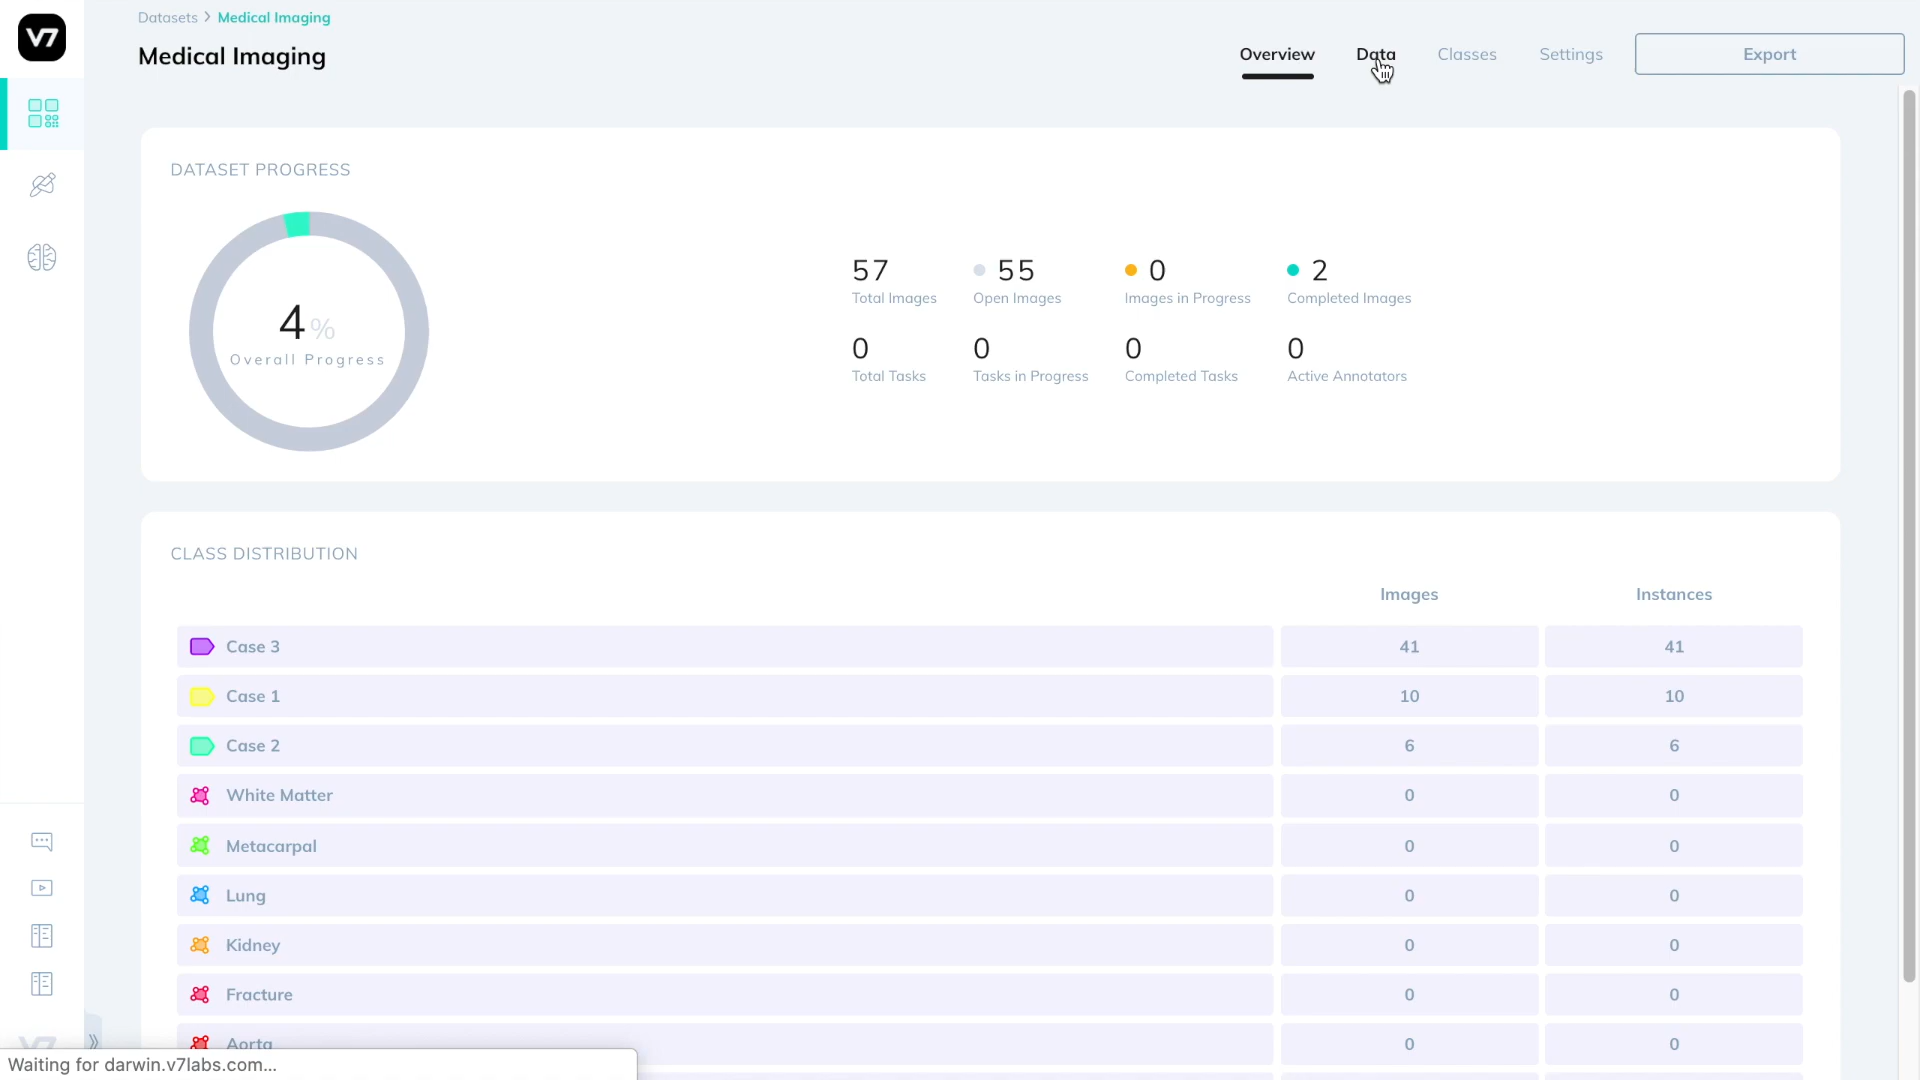 V7
Datasets > Medical Imaging
Medical Imaging
Overview
Data
Classes
Settings
Export
DATASET PROGRESS
4%
Overall Progress
57
55
0
2
Total Images
Open Images
Images in Progress
Completed Images
0
0
0
0
Total Tasks
Tasks in Progress
Completed Tasks
Active Annotators
CLASS DISTRIBUTION
Images Instances
Case 3 41 41
Case 1 10 10
Case 2 6 6
White Matter 0 0
Metacarpal 0 0
Lung 0 0
Kidney 0 0
Fracture 0 0
Aorta 0 0
V7
Waiting for darwin.v7labs.com...